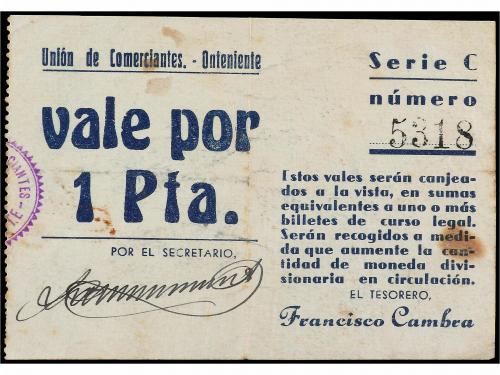 Unión de Comerciantes. - Onteniente
vale por
1 Pta.
POR EL SECRETARIO,
Serie C
número
5318
Estos vales serán canjea-
dos a la vista, en sumas
equivalentes a uno o más
billetes de curso legal.
Serán recogidos a medi-
da que aumente la can-
tidad de moneda divi-
sionaria en circulación.
EL TESORERO,
Francisco Cambra